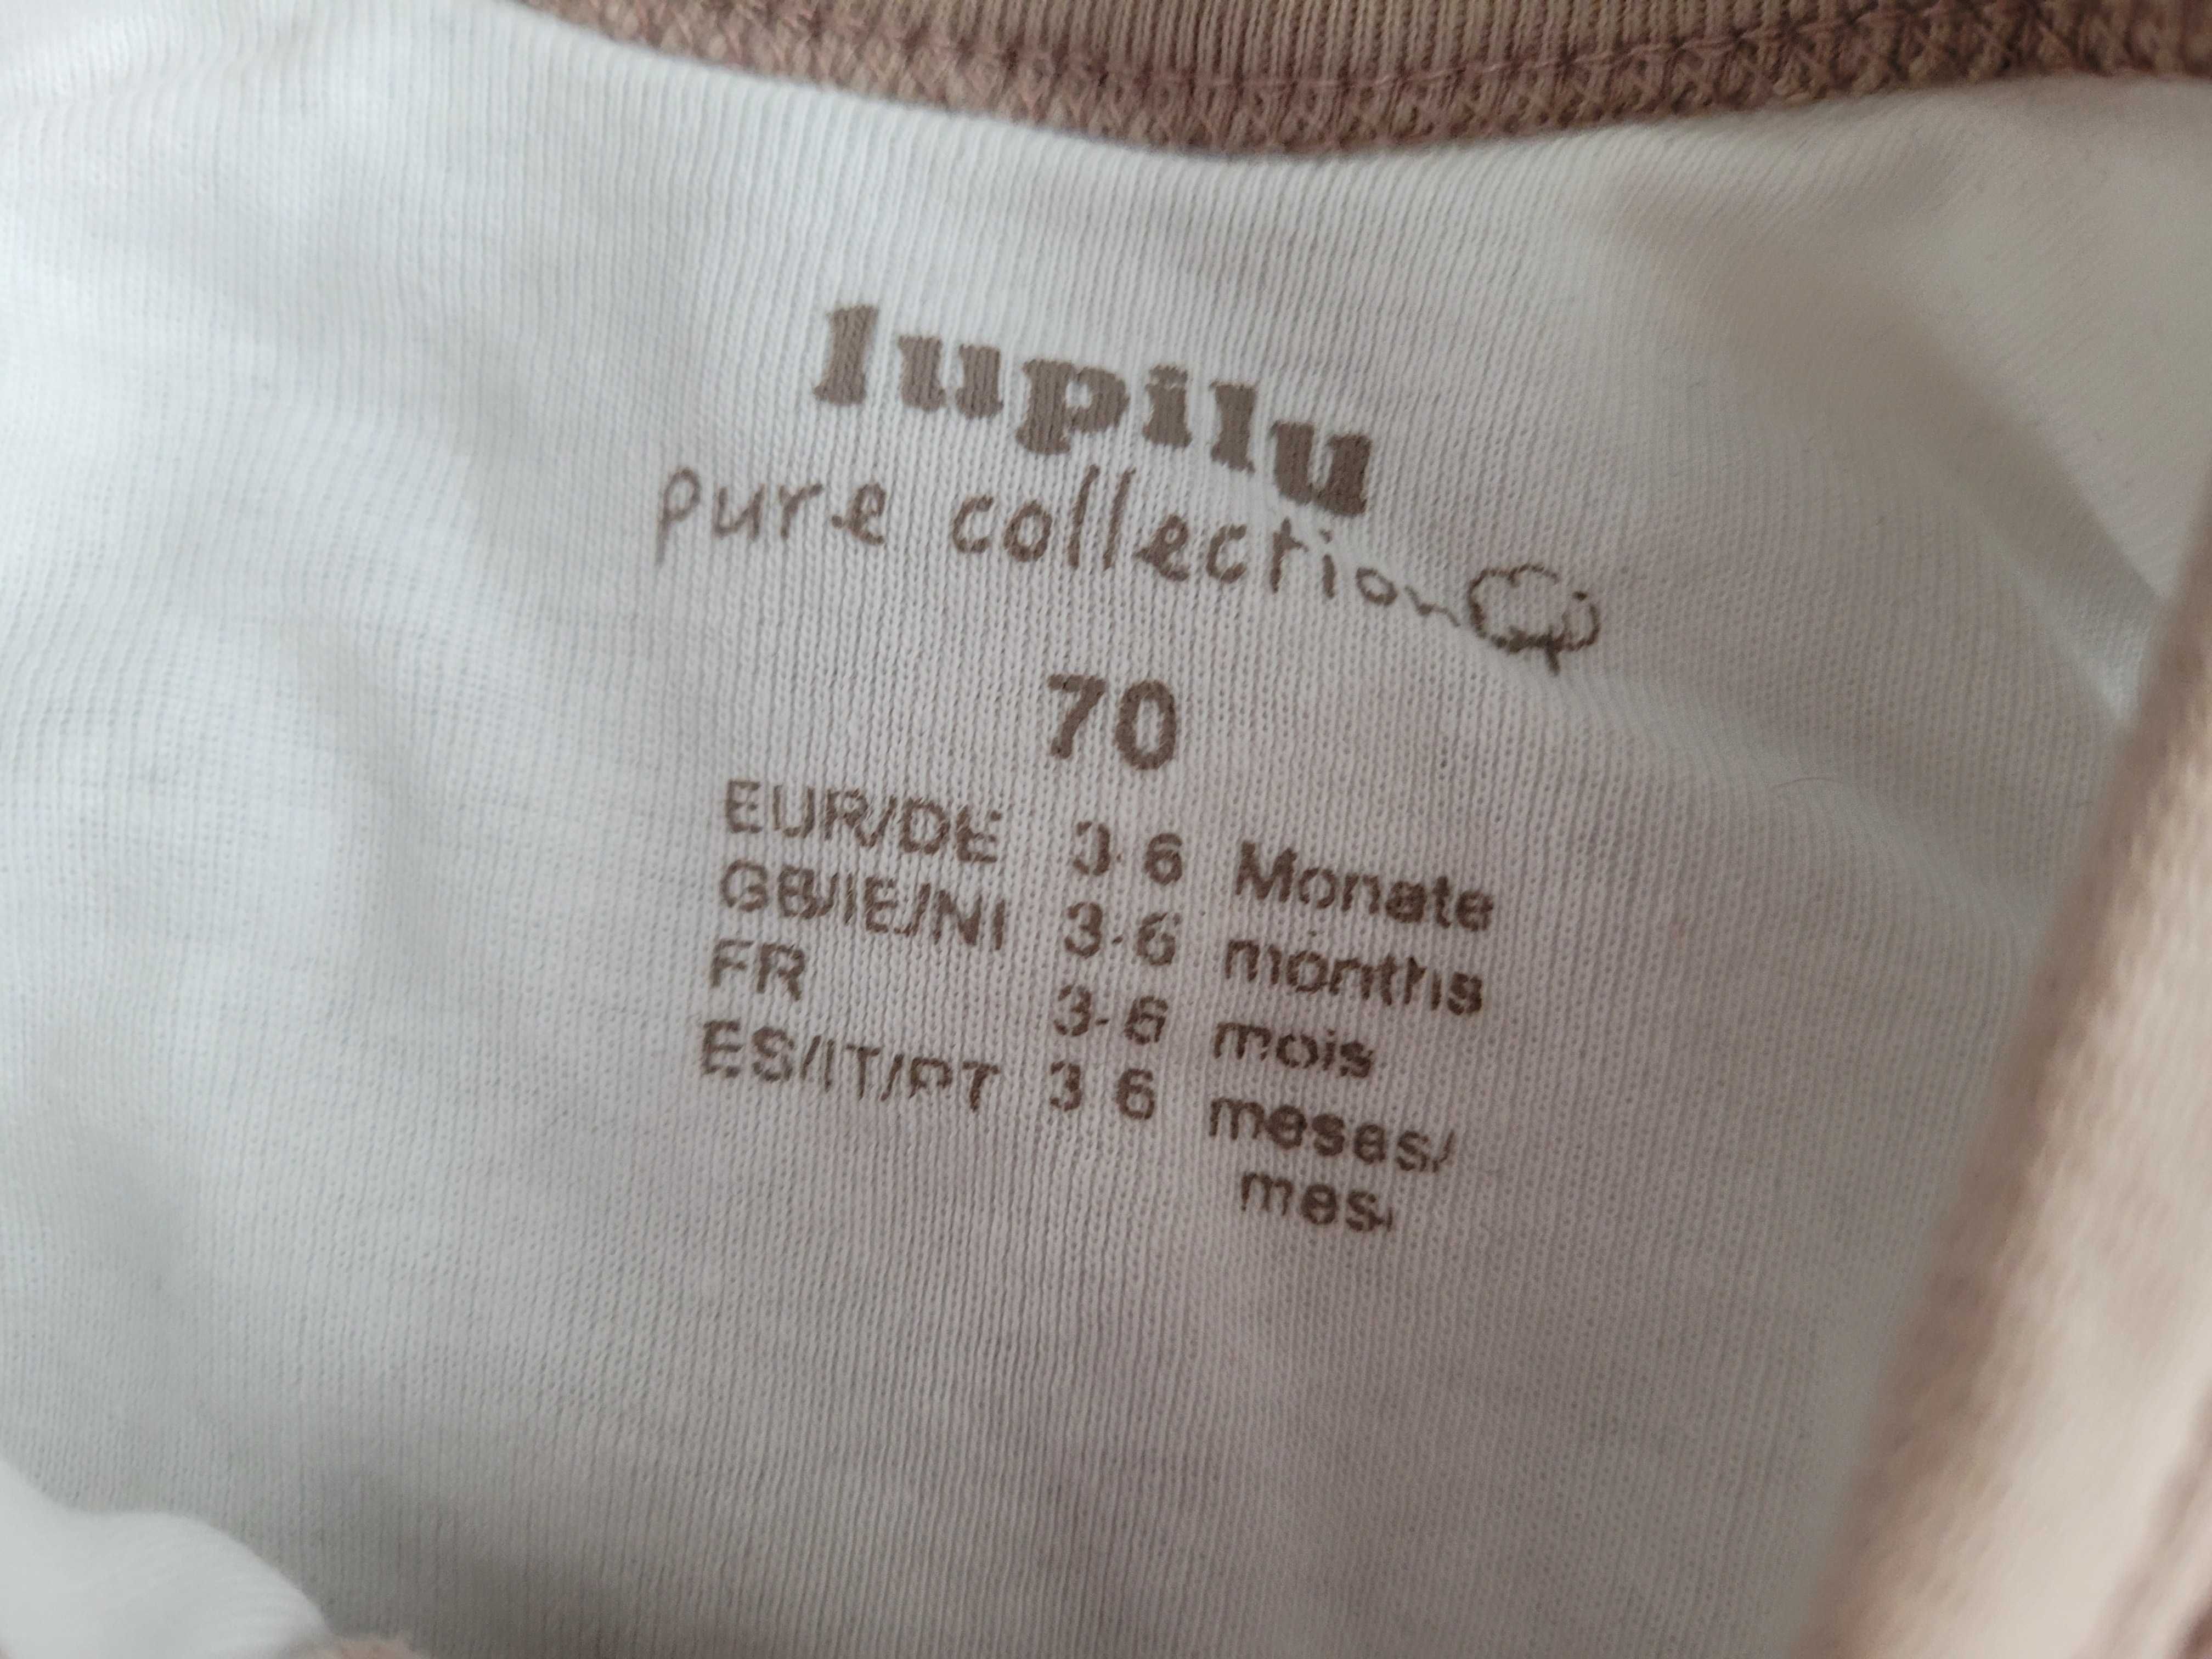 lupilu
pure collection
70
EUR/DE 3-6 Monate
GB/IE/NI 3-6 months
FR 3-6 mois
ES/IT/PT 3-6 meses/
mesi